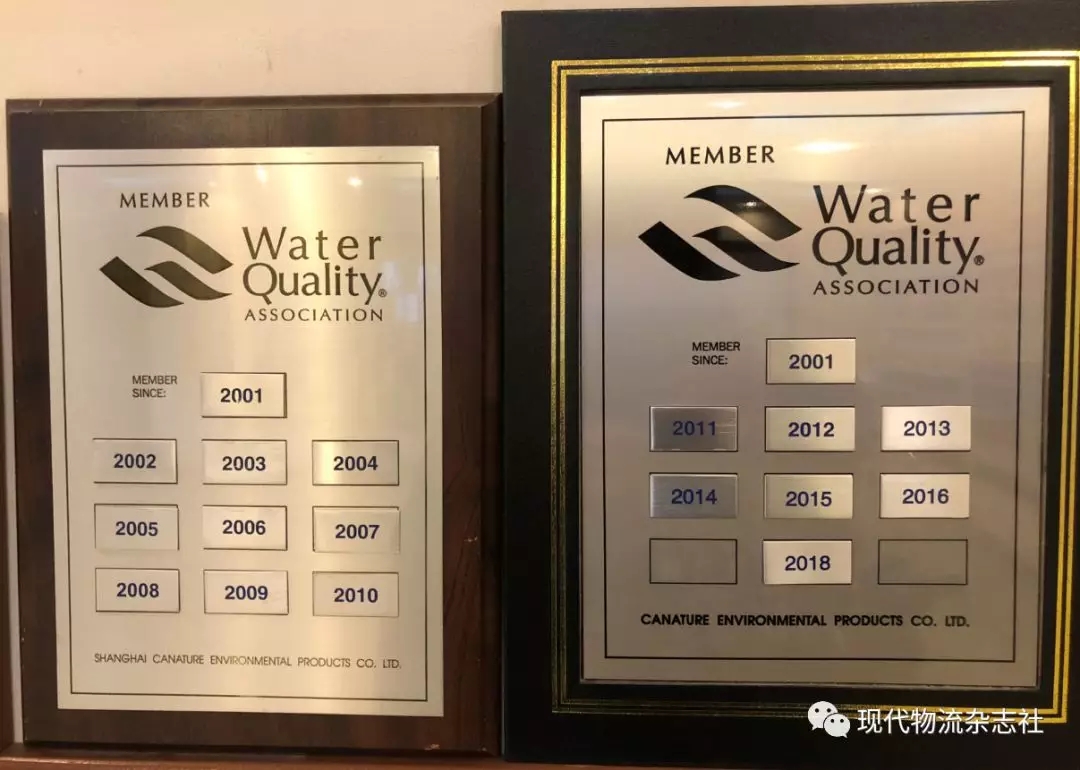 MEMBER
Water
Quality®
ASSOCIATION
MEMBER
SINCE:
2001
2002 2003 2004
2005 2006 2007
2008 2009 2010
SHANGHAI CANATURE ENVIRONMENTAL PRODUCTS CO. LTD.
MEMBER
Water
Quality®
ASSOCIATION
MEMBER
SINCE:
2001
2011 2012 2013
2014 2015 2016
2018
CANATURE ENVIRONMENTAL PRODUCTS CO. LTD.
现代物流杂志社